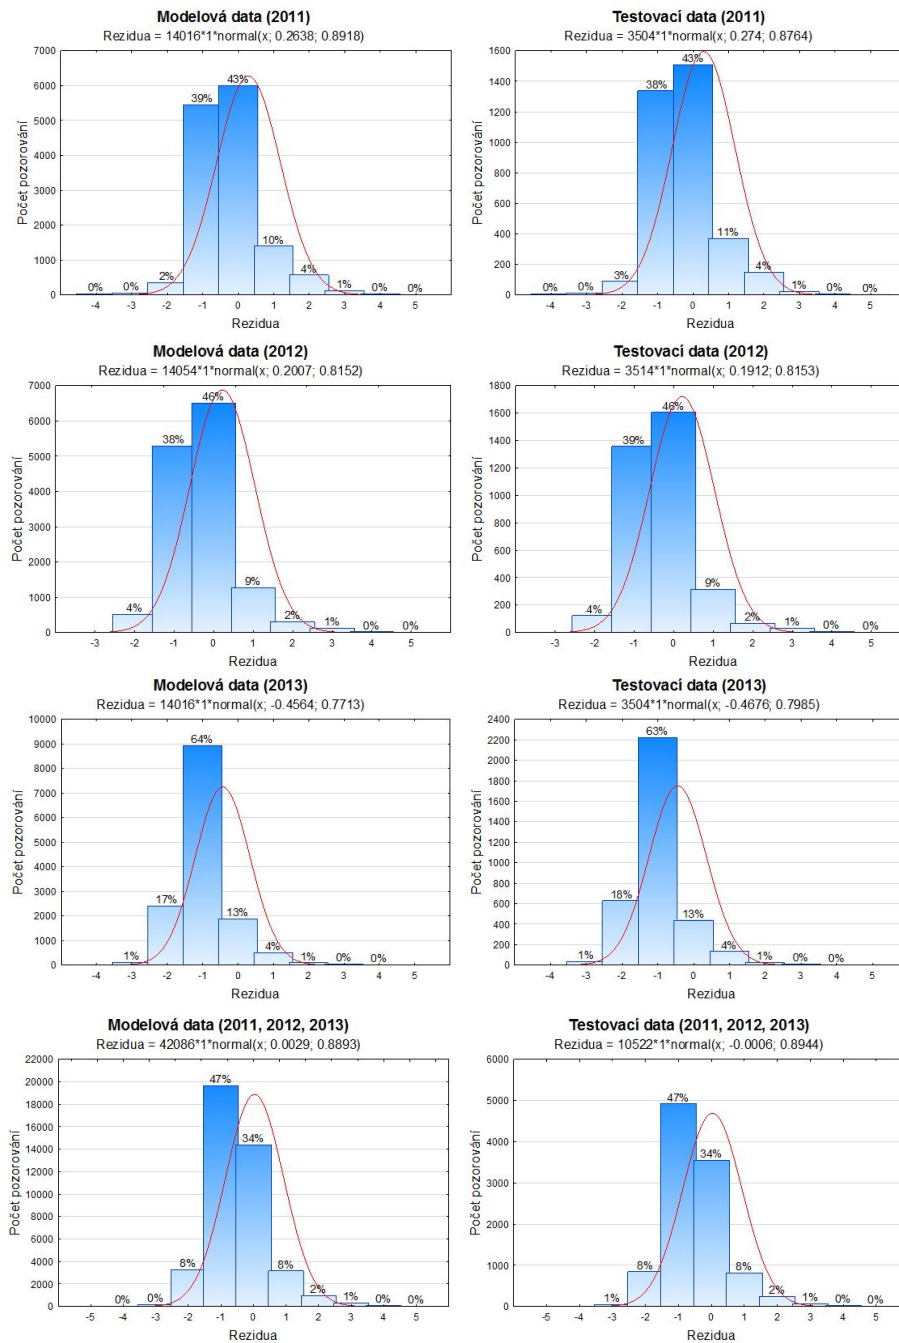 Modelová data (2011)
Rezidua = 14016*1*normal(x; 0.2638; 0.8918)
7000
6000
5000
4000
3000
2000
1000
0
Počet pozorování
0% 0% 2% 39% 43% 10% 4% 1% 0% 0%
-4 -3 -2 -1 0 1 2 3 4 5
Rezidua
Testovací data (2011)
Rezidua = 3504*1*normal(x; 0.274; 0.8764)
1600
1400
1200
1000
800
600
400
200
0
Počet pozorování
0% 0% 3% 38% 43% 11% 4% 1% 0% 0%
-4 -3 -2 -1 0 1 2 3 4 5
Rezidua
Modelová data (2012)
Rezidua = 14054*1*normal(x; 0.2007; 0.8152)
7000
6000
5000
4000
3000
2000
1000
0
Počet pozorování
4% 38% 46% 9% 2% 1% 0% 0%
-3 -2 -1 0 1 2 3 4 5
Rezidua
Testovací data (2012)
Rezidua = 3514*1*normal(x; 0.1912; 0.8153)
1800
1600
1400
1200
1000
800
600
400
200
0
Počet pozorování
4% 39% 46% 9% 2% 1% 0% 0%
-3 -2 -1 0 1 2 3 4 5
Rezidua
Modelová data (2013)
Rezidua = 14016*1*normal(x; -0.4564; 0.7713)
10000
9000
8000
7000
6000
5000
4000
3000
2000
1000
0
Počet pozorování
1% 17% 64% 13% 4% 1% 0% 0%
-4 -3 -2 -1 0 1 2 3 4 5
Rezidua
Testovací data (2013)
Rezidua = 3504*1*normal(x; -0.4676; 0.7985)
2400
2200
2000
1800
1600
1400
1200
1000
800
600
400
200
0
Počet pozorování
1% 18% 63% 13% 4% 1% 0% 0%
-4 -3 -2 -1 0 1 2 3 4 5
Rezidua
Modelová data (2011, 2012, 2013)
Rezidua = 42086*1*normal(x; 0.0029; 0.8893)
22000
20000
18000
16000
14000
12000
10000
8000
6000
4000
2000
0
Počet pozorování
0% 0% 8% 47% 34% 8% 2% 1% 0% 0%
-5 -4 -3 -2 -1 0 1 2 3 4 5
Rezidua
Testovací data (2011, 2012, 2013)
Rezidua = 10522*1*normal(x; -0.0006; 0.8944)
6000
5000
4000
3000
2000
1000
0
Počet pozorování
1% 8% 47% 34% 8% 2% 1% 0% 0%
-5 -4 -3 -2 -1 0 1 2 3 4 5
Rezidua